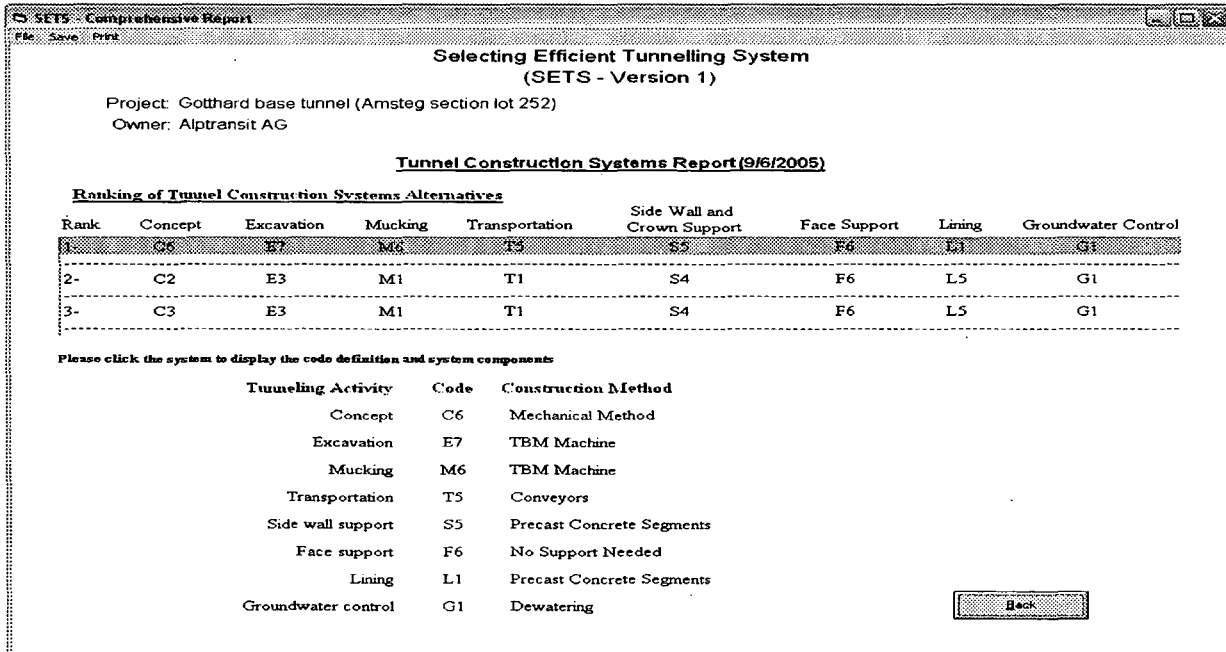 SETS - Comprehensive Report
File Save Print
Selecting Efficient Tunnelling System
(SETS - Version 1)
Project: Gotthard base tunnel (Amsteg section lot 252)
Owner: Alptransit AG
Tunnel Construction Systems Report (9/6/2005)
Ranking of Tunnel Construction Systems Alternatives
Rank Concept Excavation Mucking Transportation Side Wall and Crown Support Face Support Lining Groundwater Control
1- C6 E7 M6 T5 S5 F6 L1 G1
2- C2 E3 M1 T1 S4 F6 L5 G1
3- C3 E3 M1 T1 S4 F6 L5 G1
Please click the system to display the code definition and system components
Tunneling Activity Code Construction Method
Concept C6 Mechanical Method
Excavation E7 TBM Machine
Mucking M6 TBM Machine
Transportation T5 Conveyors
Side wall support S5 Precast Concrete Segments
Face support F6 No Support Needed
Lining L1 Precast Concrete Segments
Groundwater control G1 Dewatering
Back